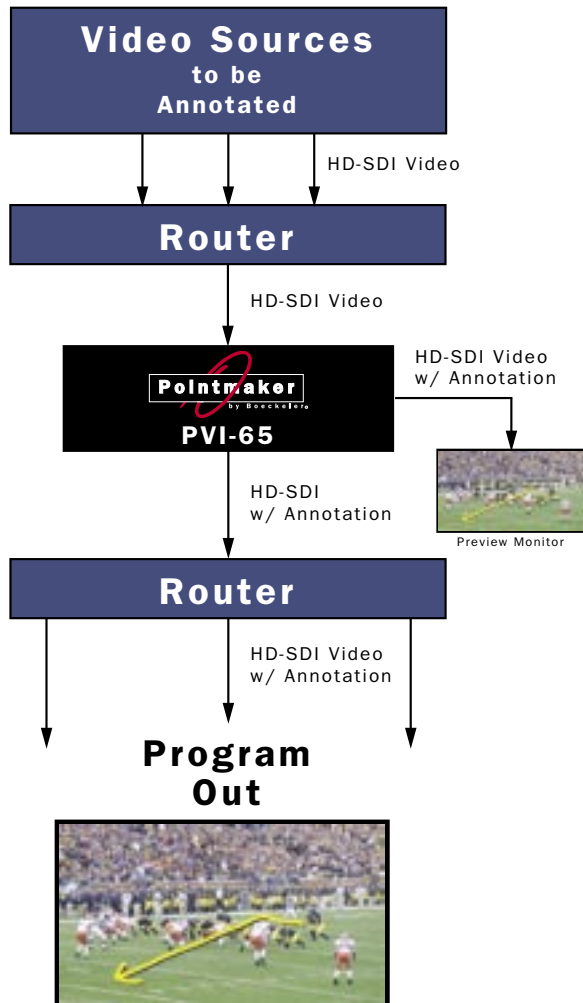 Video Sources
to be
Annotated
HD-SDI Video
Router
HD-SDI Video
HD-SDI Video
w/ Annotation
Pointmaker
by Boeckeler®
PVI-65
HD-SDI
w/ Annotation
Preview Monitor
Router
HD-SDI Video
w/ Annotation
Program
Out